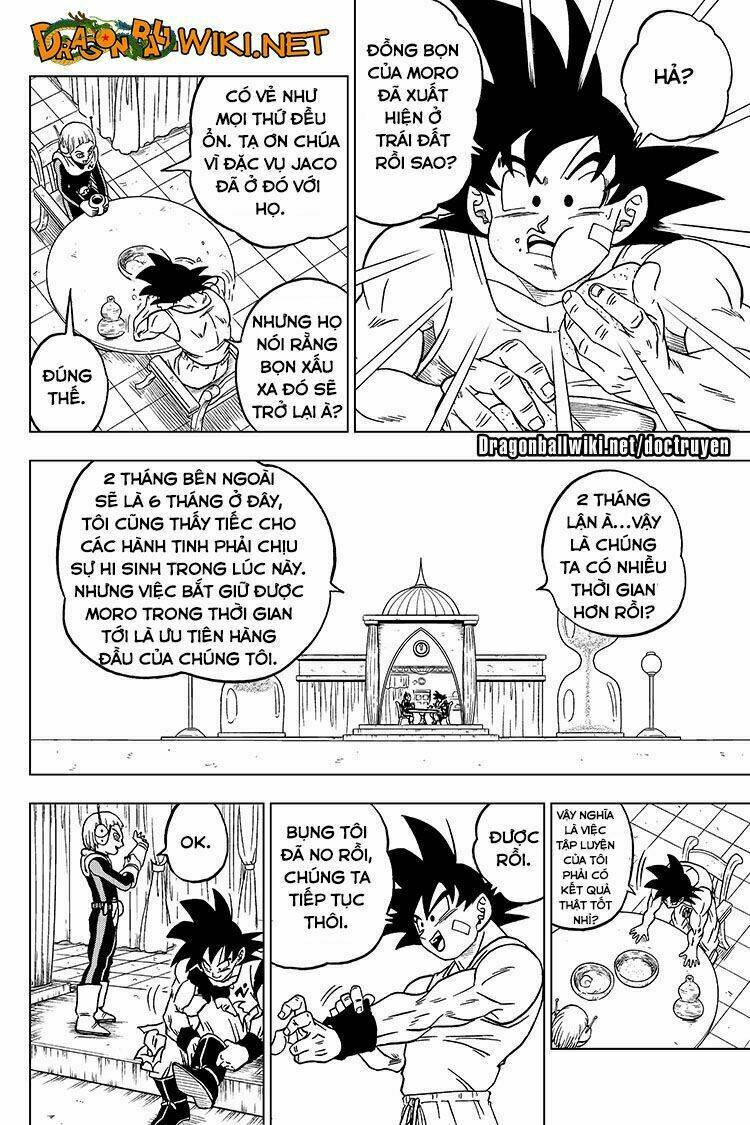 DRAGON BALL WIKI.NET
HẢ?
ĐỒNG BỌN
CỦA MORO
ĐÃ XUẤT
HIỆN Ở
TRÁI ĐẤT
RỒI SAO?
CÓ VẺ NHƯ
MỌI THỨ ĐỀU
ỔN. TẠ ƠN CHÚA
VÌ ĐẶC VỤ JACO
ĐÃ Ở ĐÓ VỚI
HỌ.
NHƯNG HỌ
NÓI RẰNG
BỌN XẤU
XA ĐÓ SẼ
TRỞ LẠI À?
ĐÚNG
THẾ.
Dragonballwiki.net/doctruyen
2 THÁNG
LẬN À...VẬY
LÀ CHÚNG
TA CÓ NHIỀU
THỜI GIAN
HƠN RỒI?
2 THÁNG BÊN NGOÀI
SẼ LÀ 6 THÁNG Ở ĐÂY,
TÔI CŨNG THẤY TIẾC CHO
CÁC HÀNH TINH PHẢI CHỊU
SỰ HI SINH TRONG LÚC NÀY.
NHƯNG VIỆC BẮT GIỮ ĐƯỢC
MORO TRONG THỜI GIAN
TỚI LÀ ƯU TIÊN HÀNG
ĐẦU CỦA CHÚNG TÔI.
VẬY NGHĨA
LÀ VIỆC
TẬP LUYỆN
CỦA TÔI
PHẢI CÓ
KẾT QUẢ
THẬT TỐT
NHỈ?
ĐƯỢC
RỒI.
BỤNG TÔI
ĐÃ NO RỒI,
CHÚNG TA
TIẾP TỤC
THÔI.
OK.